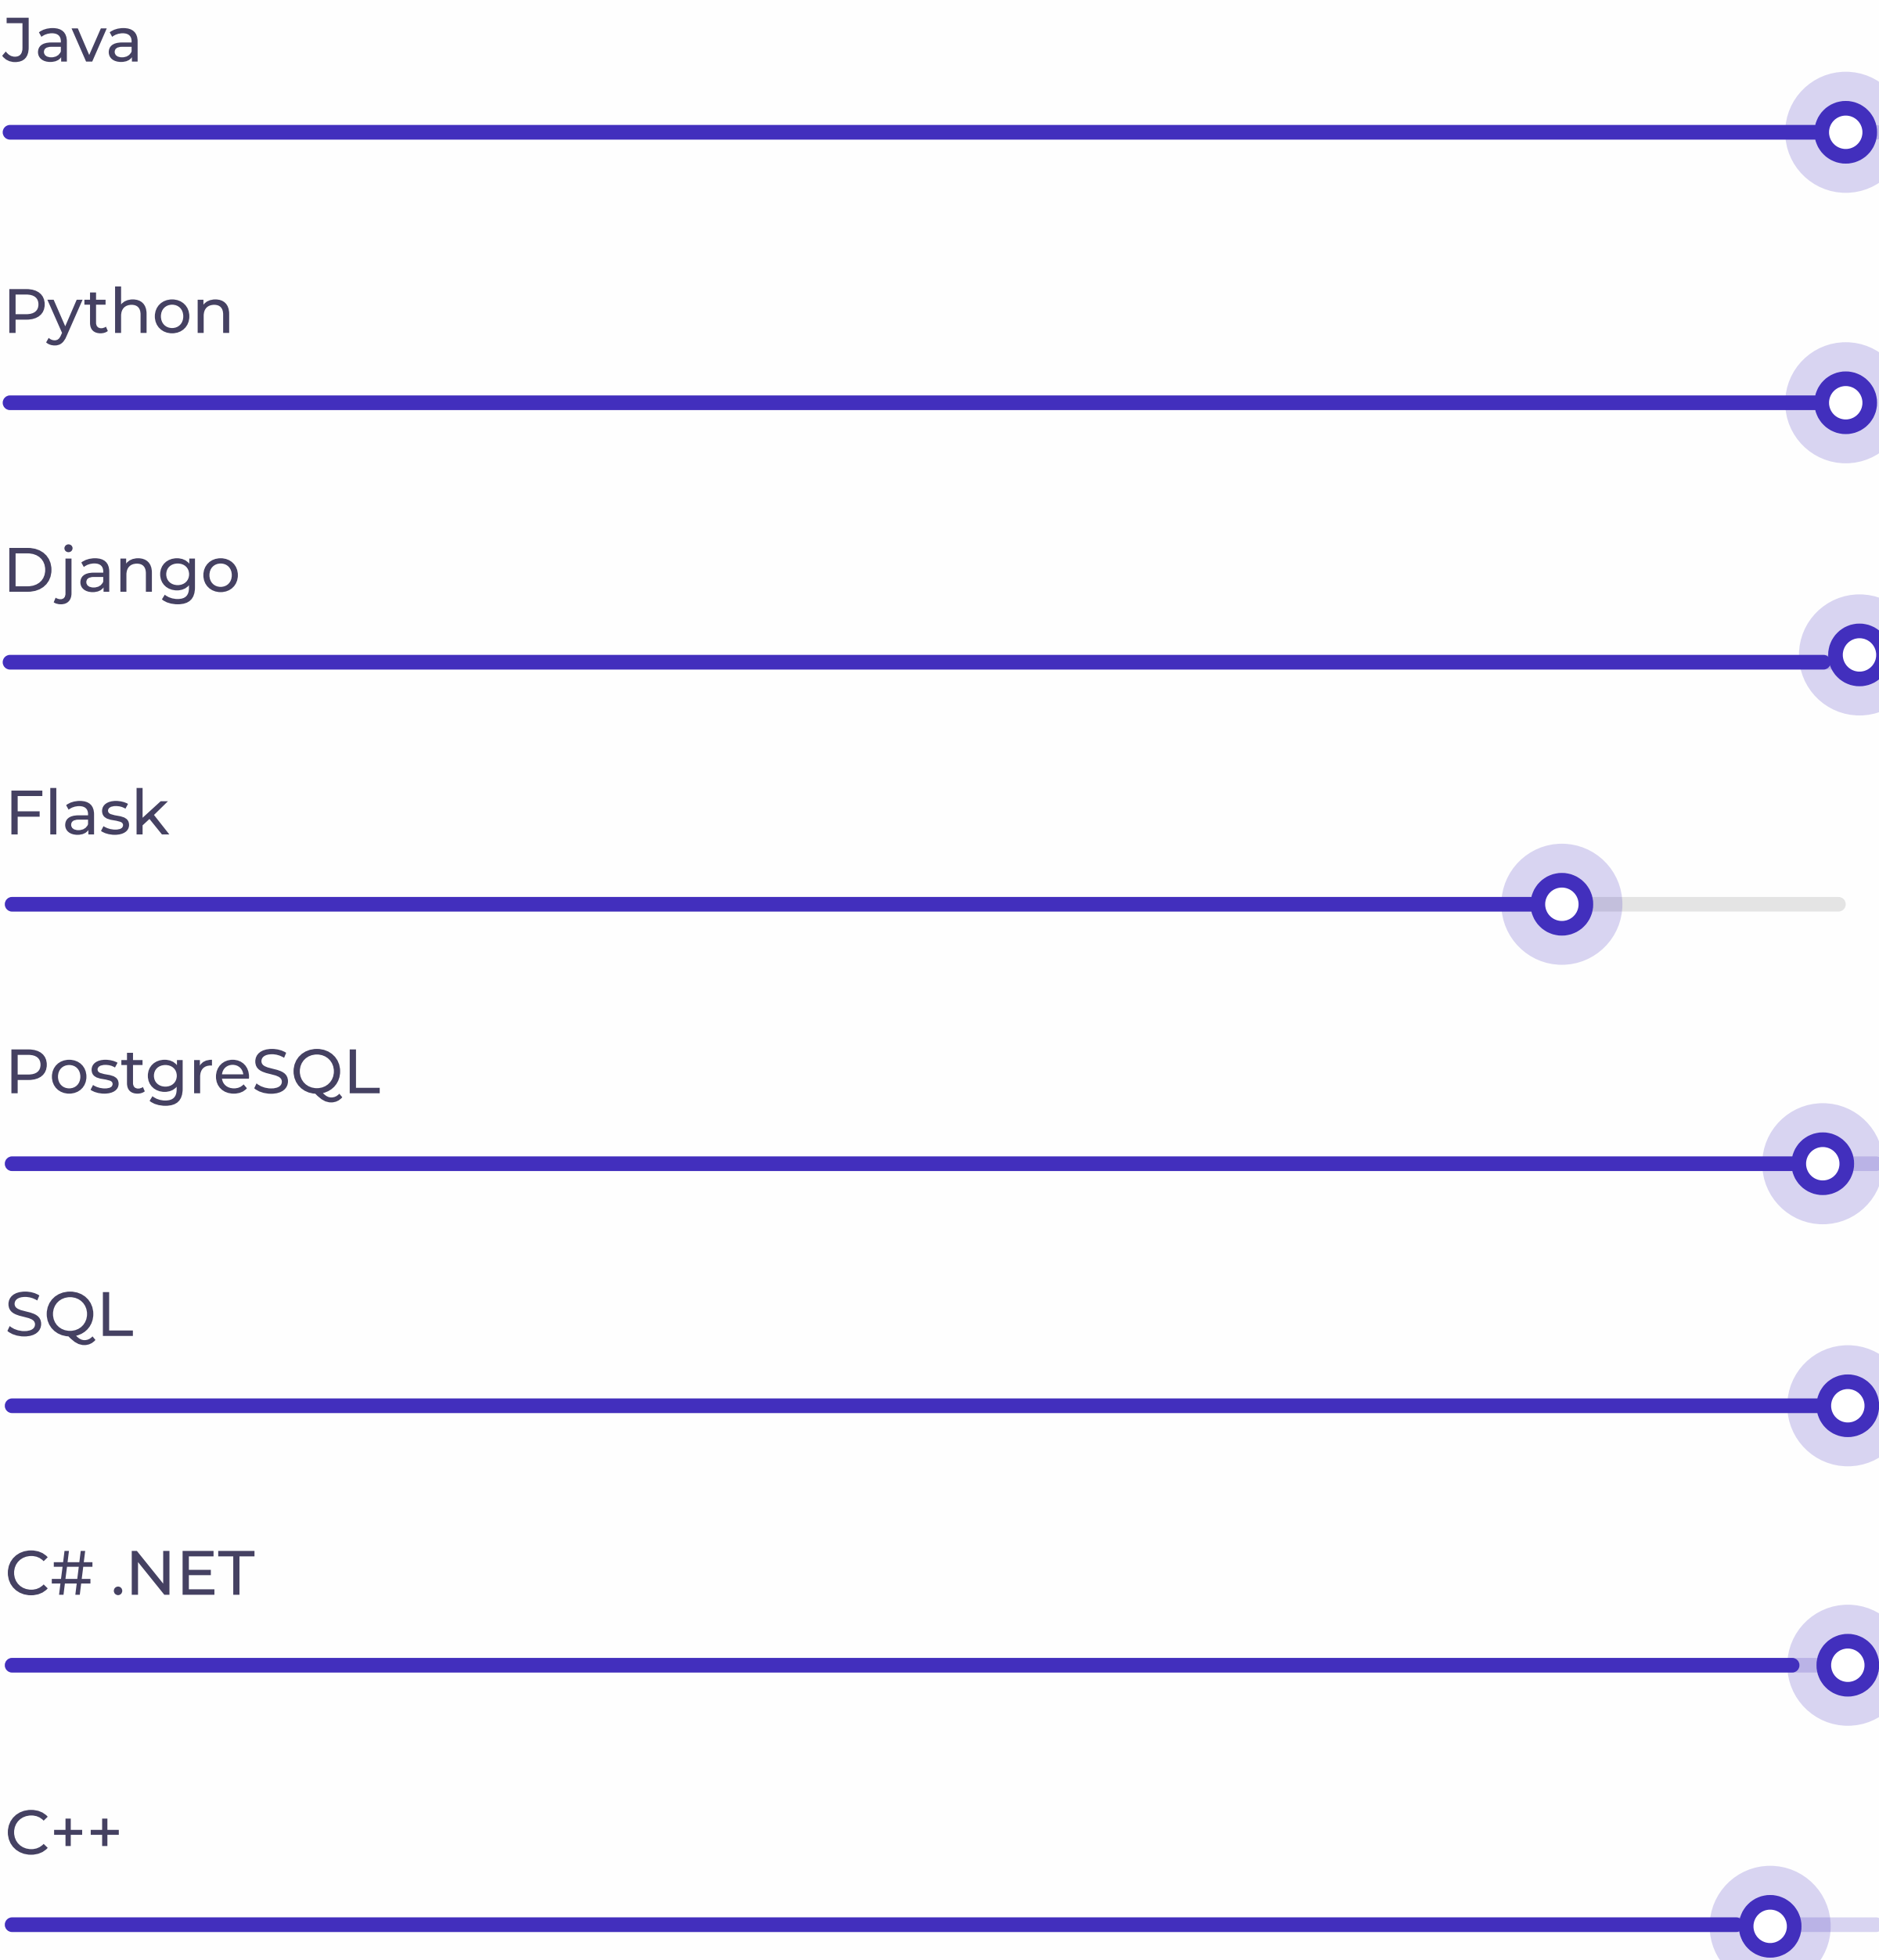 Java
Python
Django
Flask
PostgreSQL
SQL
C# .NET
C++